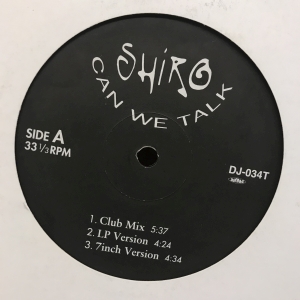 SHIRO
CAN WE TALK
SIDE A
33 1/3 RPM
DJ-034T
1. Club Mix 5:37
2. LP Version 4:24
3. 7inch Version 4:34